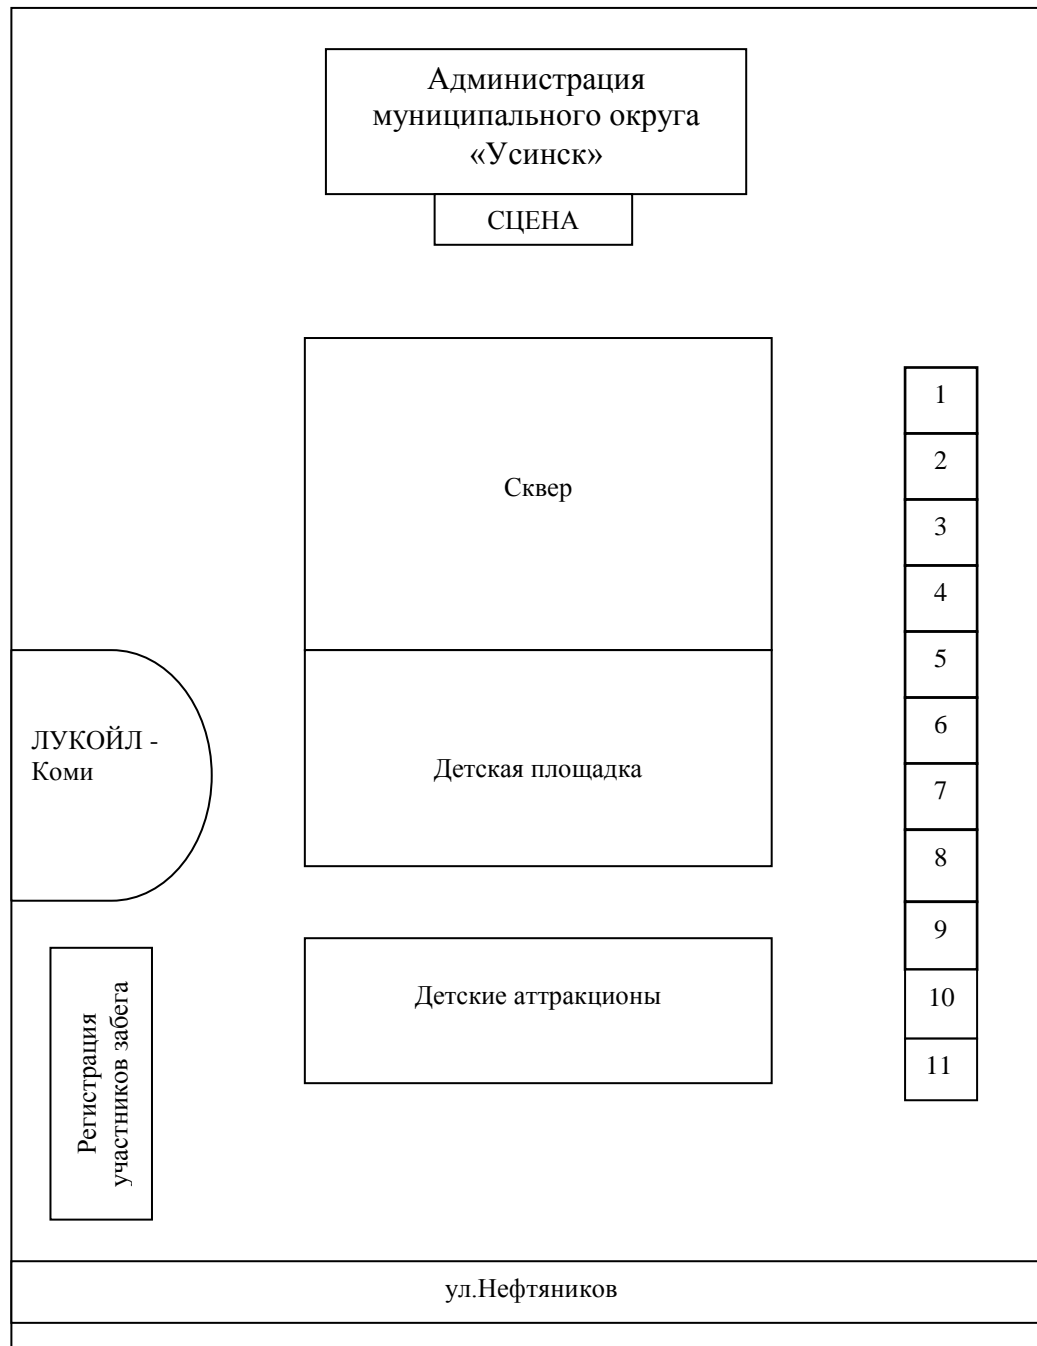 Администрация
муниципального округа
«Усинск»
СЦЕНА
Сквер
1
2
3
4
5
6
7
8
9
10
11
ЛУКОЙЛ -
Коми
Детская площадка
Детские аттракционы
Регистрация
участников забега
ул.Нефтяников